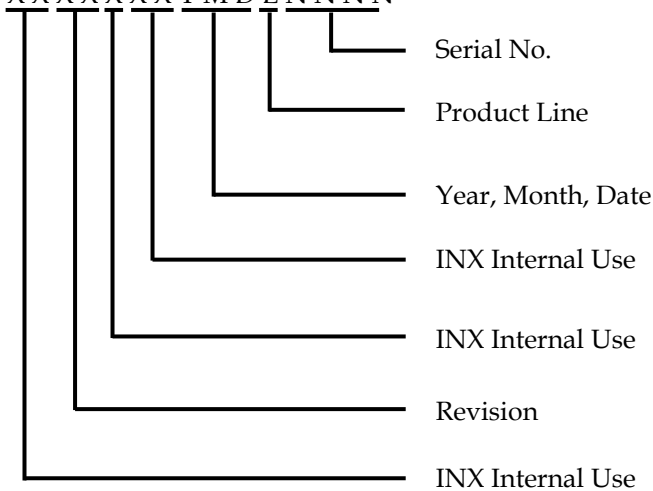 X X X X X X X Y M D L N N N N
Serial No.
Product Line
Year, Month, Date
INX Internal Use
INX Internal Use
Revision
INX Internal Use